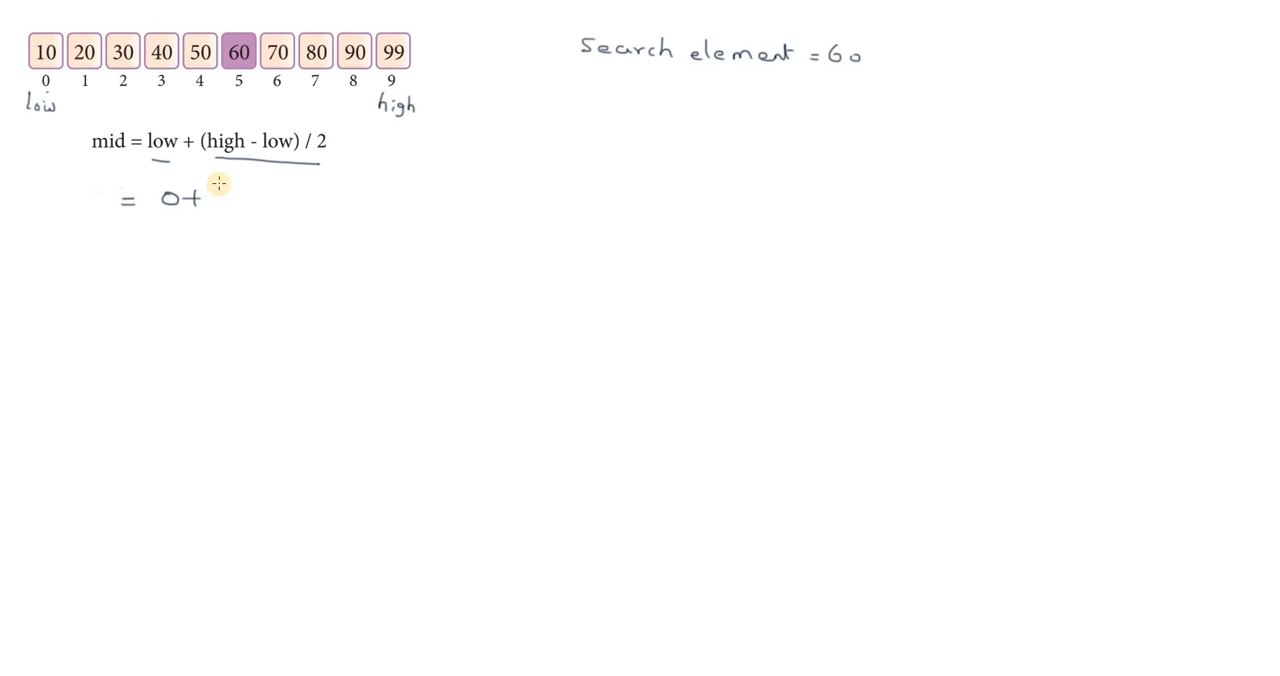 10 20 30 40 50 60 70 80 90 99
0 1 2 3 4 5 6 7 8 9
low high
mid = low + (high - low) / 2
= 0+
Search element = 60